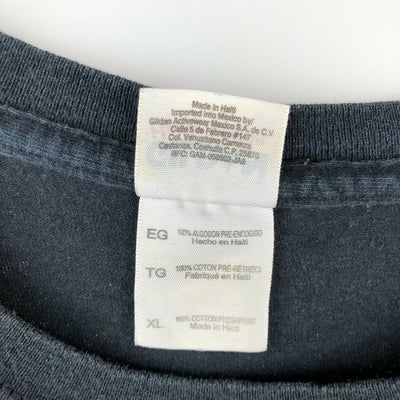 Made in Haiti
Imported into Mexico by/
Gildan Activewear Mexico S.A. de C.V
Calle 5 de Febrero #147
Col. Venustiano Carranza
Castanos, Coahuila C.P. 25870
RFC: GAM-050502-JA8
EG 100% ALGODON PRE-ENCOGIDO
Hecho en Haiti
TG 100% COTON PRÉ-RÉTRÉCI
Fabriqué en Haiti
XL 100% COTTON PRESHRUNK
Made in Haiti